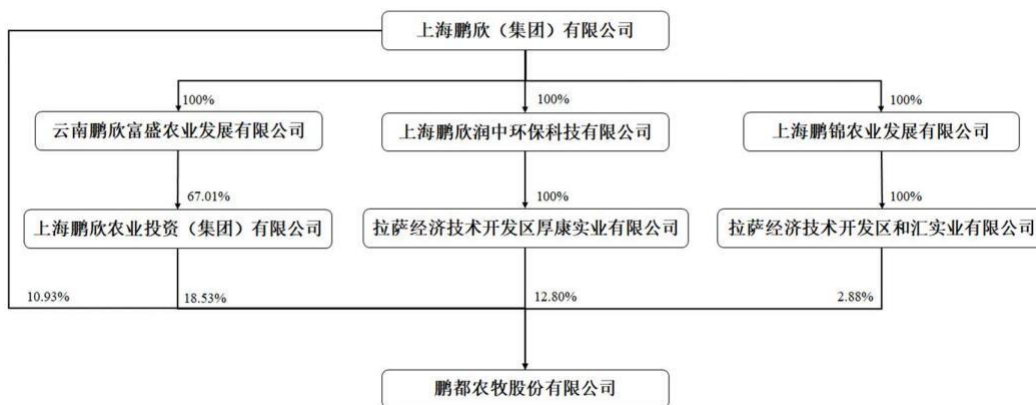 上海鹏欣（集团）有限公司
100%
100%
100%
云南鹏欣富盛农业发展有限公司
上海鹏欣润中环保科技有限公司
上海鹏锦农业发展有限公司
67.01%
100%
100%
上海鹏欣农业投资（集团）有限公司
拉萨经济技术开发区厚康实业有限公司
拉萨经济技术开发区和汇实业有限公司
10.93%
18.53%
12.80%
2.88%
鹏都农牧股份有限公司